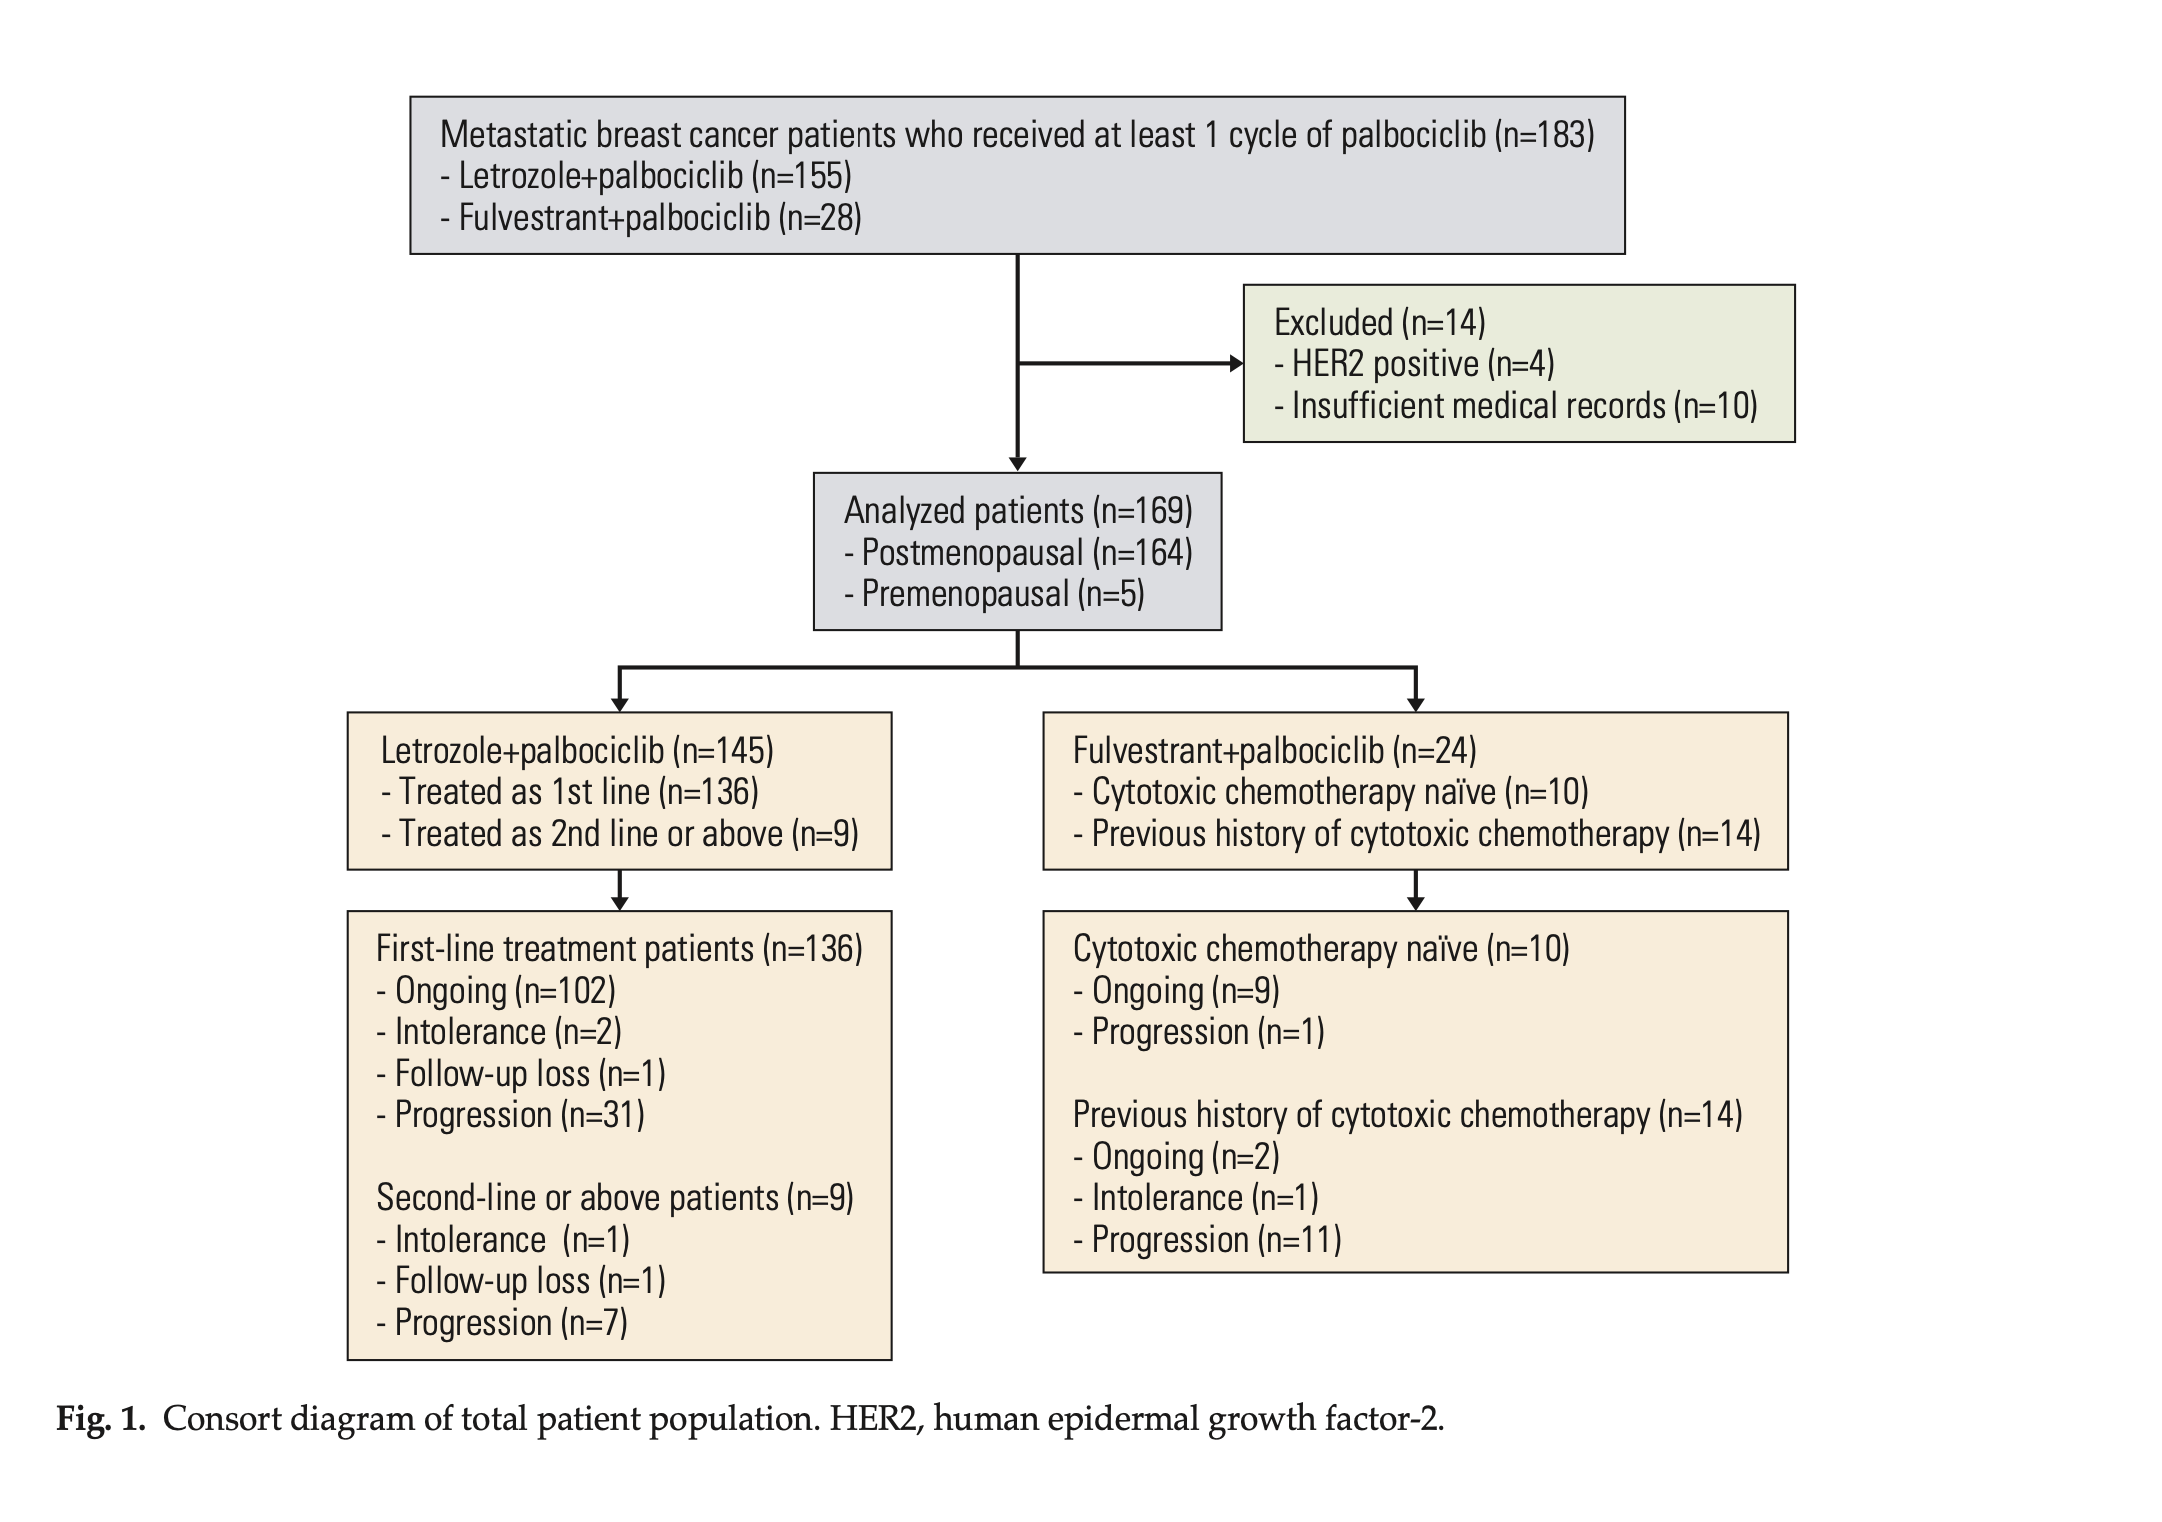 Metastatic breast cancer patients who received at least 1 cycle of palbociclib (n=183)
- Letrozole+palbociclib (n=155)
- Fulvestrant+palbociclib (n=28)
Excluded (n=14)
- HER2 positive (n=4)
- Insufficient medical records (n=10)
Analyzed patients (n=169)
- Postmenopausal (n=164)
- Premenopausal (n=5)
Letrozole+palbociclib (n=145)
- Treated as 1st line (n=136)
- Treated as 2nd line or above (n=9)
Fulvestrant+palbociclib (n=24)
- Cytotoxic chemotherapy naïve (n=10)
- Previous history of cytotoxic chemotherapy (n=14)
First-line treatment patients (n=136)
- Ongoing (n=102)
- Intolerance (n=2)
- Follow-up loss (n=1)
- Progression (n=31)
Second-line or above patients (n=9)
- Intolerance  (n=1)
- Follow-up loss (n=1)
- Progression (n=7)
Cytotoxic chemotherapy naïve (n=10)
- Ongoing (n=9)
- Progression (n=1)
Previous history of cytotoxic chemotherapy (n=14)
- Ongoing (n=2)
- Intolerance (n=1)
- Progression (n=11)
Fig. 1. Consort diagram of total patient population. HER2, human epidermal growth factor-2.